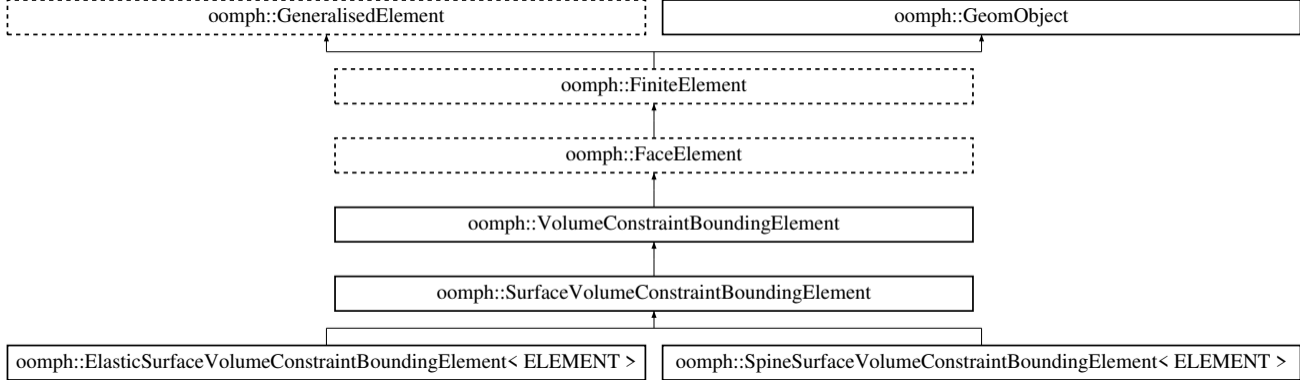 oomph::GeneralisedElement
oomph::GeomObject
oomph::FiniteElement
oomph::FaceElement
oomph::VolumeConstraintBoundingElement
oomph::SurfaceVolumeConstraintBoundingElement
oomph::ElasticSurfaceVolumeConstraintBoundingElement< ELEMENT >
oomph::SpineSurfaceVolumeConstraintBoundingElement< ELEMENT >